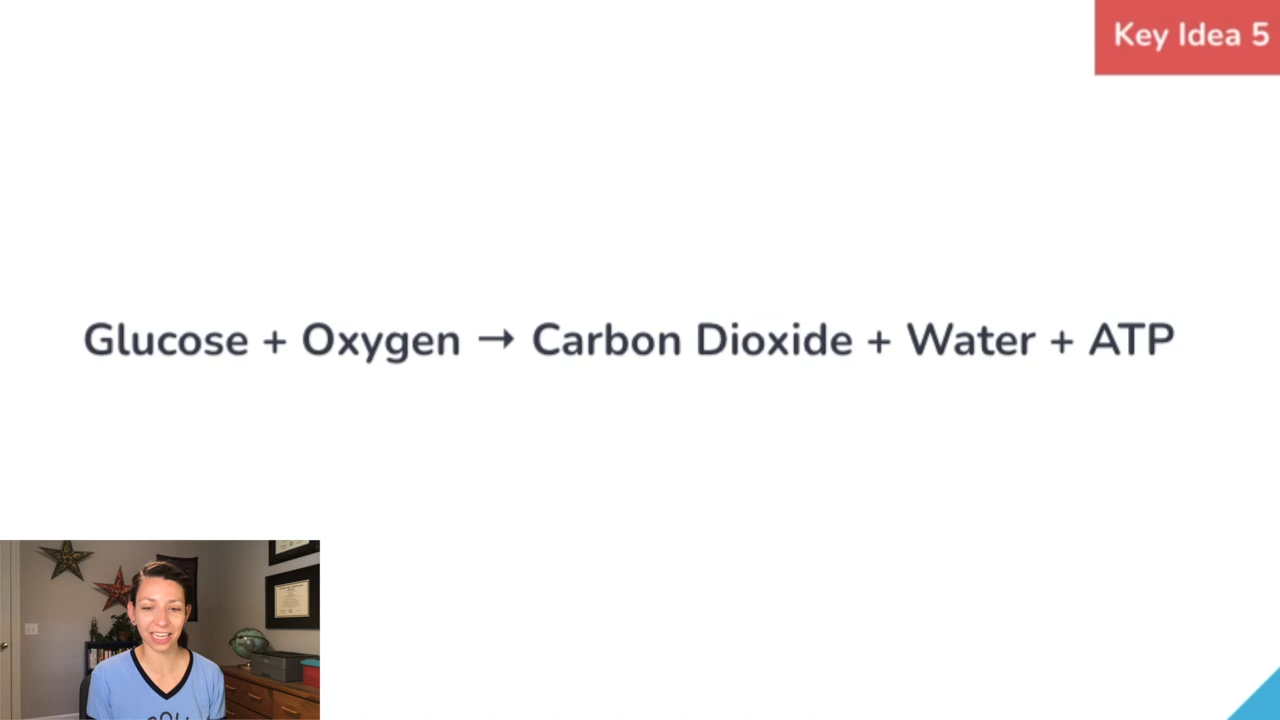 Key Idea 5
Glucose + Oxygen → Carbon Dioxide + Water + ATP